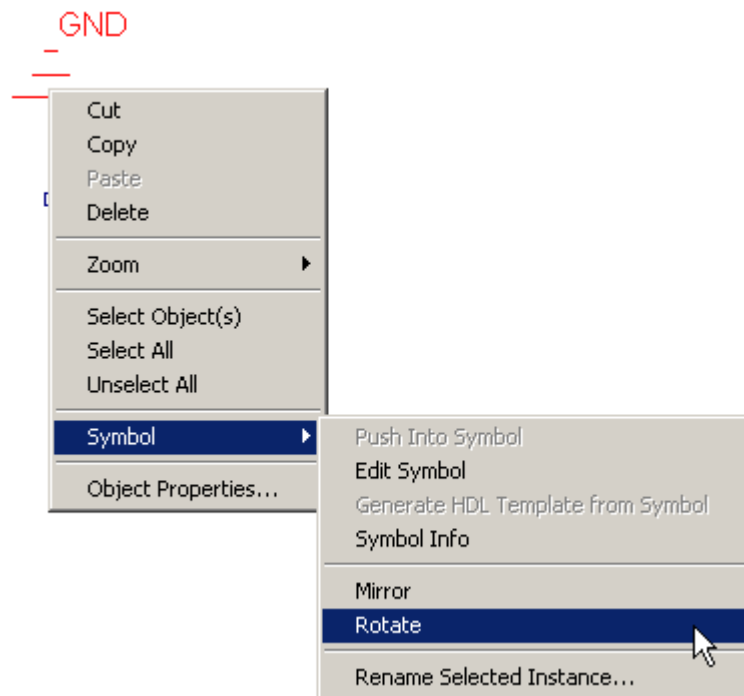 GND
Cut
Copy
Paste
Delete
Zoom
Select Object(s)
Select All
Unselect All
Symbol
Object Properties...
Push Into Symbol
Edit Symbol
Generate HDL Template from Symbol
Symbol Info
Mirror
Rotate
Rename Selected Instance...